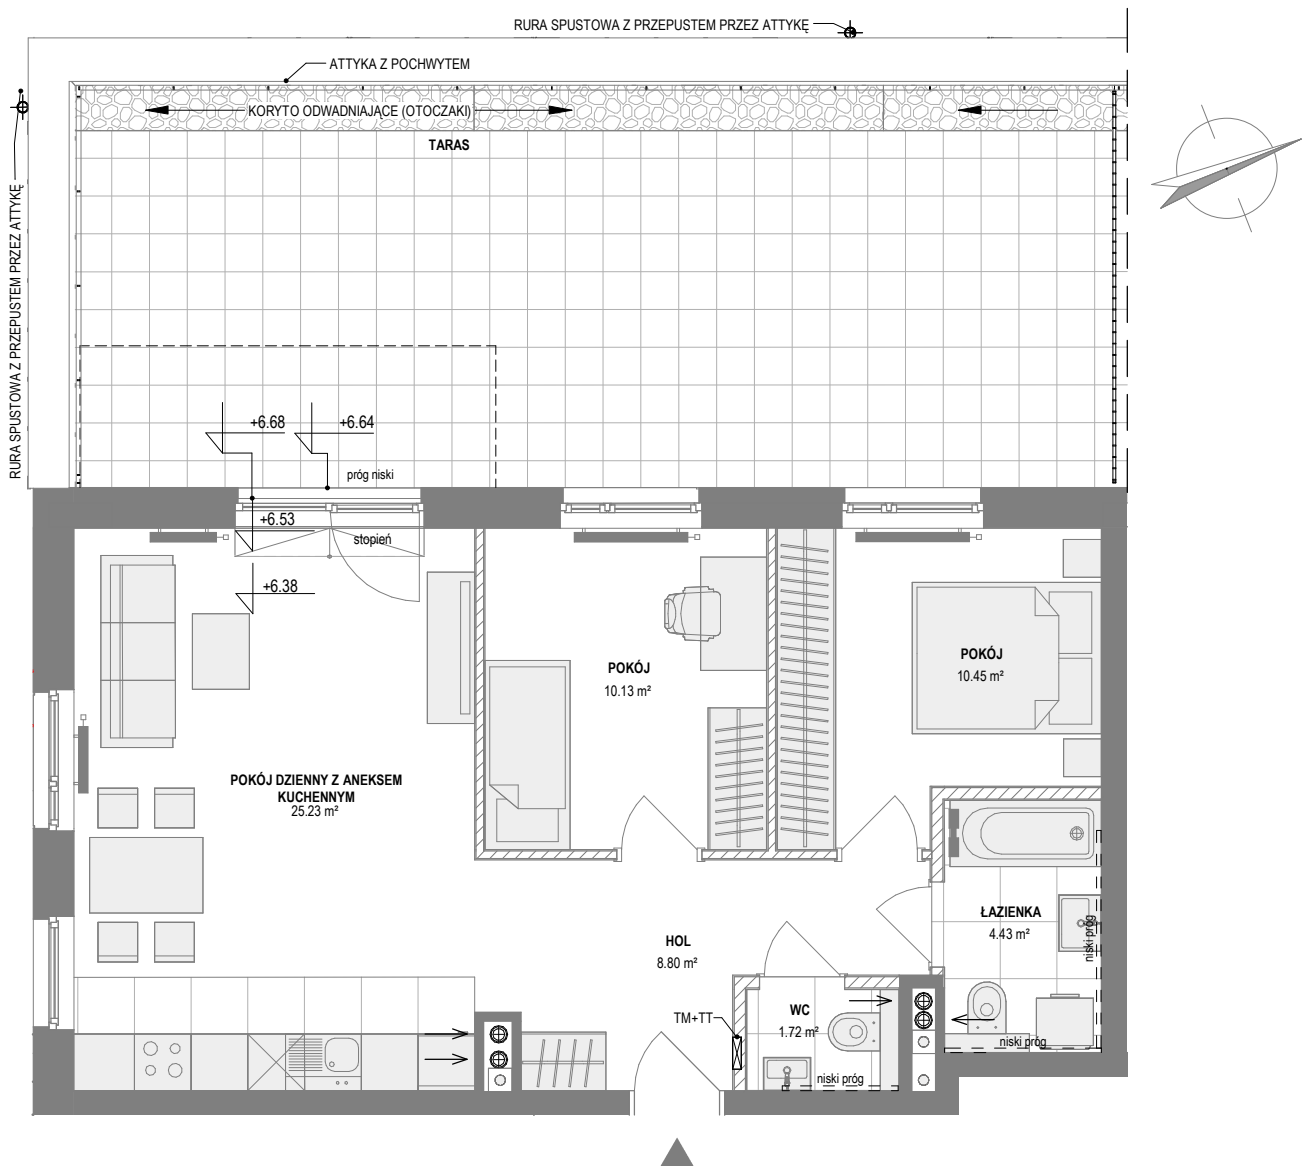 RURA SPUSTOWA Z PRZEPUSTEM PRZEZ ATTYKĘ
ATTYKA Z POCHWYTEM
KORYTO ODWADNIAJĄCE (OTOCZAKI)
TARAS
RURA SPUSTOWA Z PRZEPUSTEM PRZEZ ATTYKĘ
+6.68
+6.64
próg niski
+6.53
stopień
+6.38
POKÓJ
10.13 m²
POKÓJ
10.45 m²
POKÓJ DZIENNY Z ANEKSEM
KUCHENNYM
25.23 m²
ŁAZIENKA
4.43 m²
niski próg
HOL
8.80 m²
WC
1.72 m²
TM+TT
niski próg
niski próg